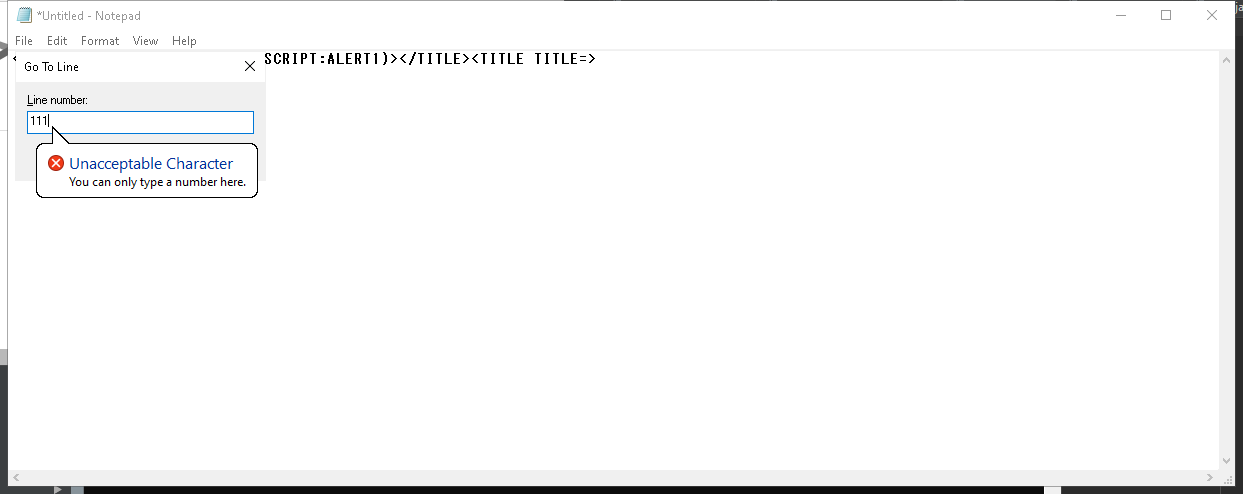 *Untitled - Notepad
File Edit Format View Help
SCRIPT:ALERT1)></TITLE><TITLE TITLE=>
Go To Line
Line number:
111
Unacceptable Character
You can only type a number here.
ja